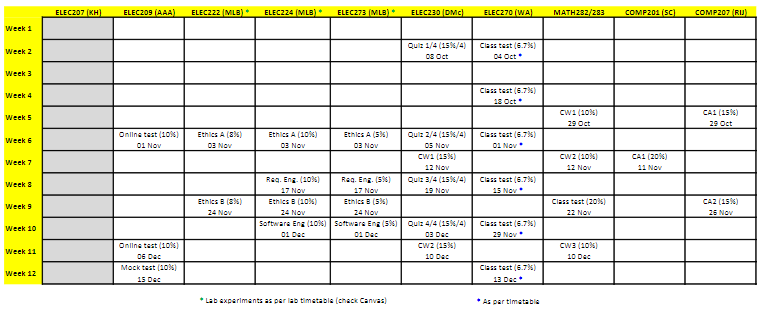 ELEC207 (KH) ELEC209 (AAA) ELEC222 (MLB) * ELEC224 (MLB) * ELEC273 (MLB) * ELEC230 (DMc) ELEC270 (WA) MATH282/283 COMP201 (SC) COMP207 (RIJ)
Week 1
Week 2 Quiz 1/4 (15%/4) Class test (6.7%)
08 Oct 04 Oct *
Week 3
Week 4 Class test (6.7%)
18 Oct *
Week 5 CW1 (10%) CA1 (15%)
29 Oct 29 Oct
Week 6 Online test (10%) Ethics A (8%) Ethics A (10%) Ethics A (5%) Quiz 2/4 (15%/4) Class test (6.7%)
01 Nov 03 Nov 03 Nov 03 Nov 05 Nov 01 Nov *
Week 7 CW1 (15%) CW2 (10%) CA1 (20%)
12 Nov 12 Nov 11 Nov
Week 8 Req. Eng. (10%) Req. Eng. (5%) Quiz 3/4 (15%/4) Class test (6.7%)
17 Nov 17 Nov 19 Nov 15 Nov *
Week 9 Ethics B (8%) Ethics B (10%) Ethics B (5%) Class test (20%) CA2 (15%)
24 Nov 24 Nov 24 Nov 22 Nov 26 Nov
Week 10 Software Eng (10%) Software Eng (5%) Quiz 4/4 (15%/4) Class test (6.7%)
01 Dec 01 Dec 03 Dec 29 Nov *
Week 11 Online test (10%) CW2 (15%) CW3 (10%)
06 Dec 10 Dec 10 Dec
Week 12 Mock test (10%) Class test (6.7%)
15 Dec 13 Dec *
* Lab experiments as per lab timetable (check Canvas) * As per timetable